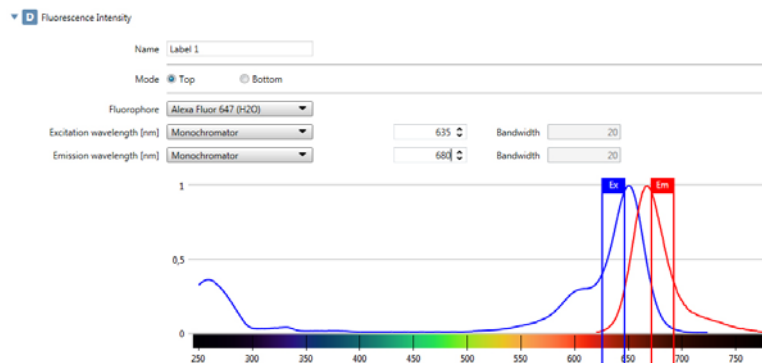 D Fluorescence Intensity
Name Label 1
Mode Top Bottom
Fluorophore Alexa Fluor 647 (H2O)
Excitation wavelength [nm] Monochromator 635 Bandwidth 20
Emission wavelength [nm] Monochromator 680 Bandwidth 20
Ex Em
1
0,5
0
250 300 350 400 450 500 550 600 650 700 750